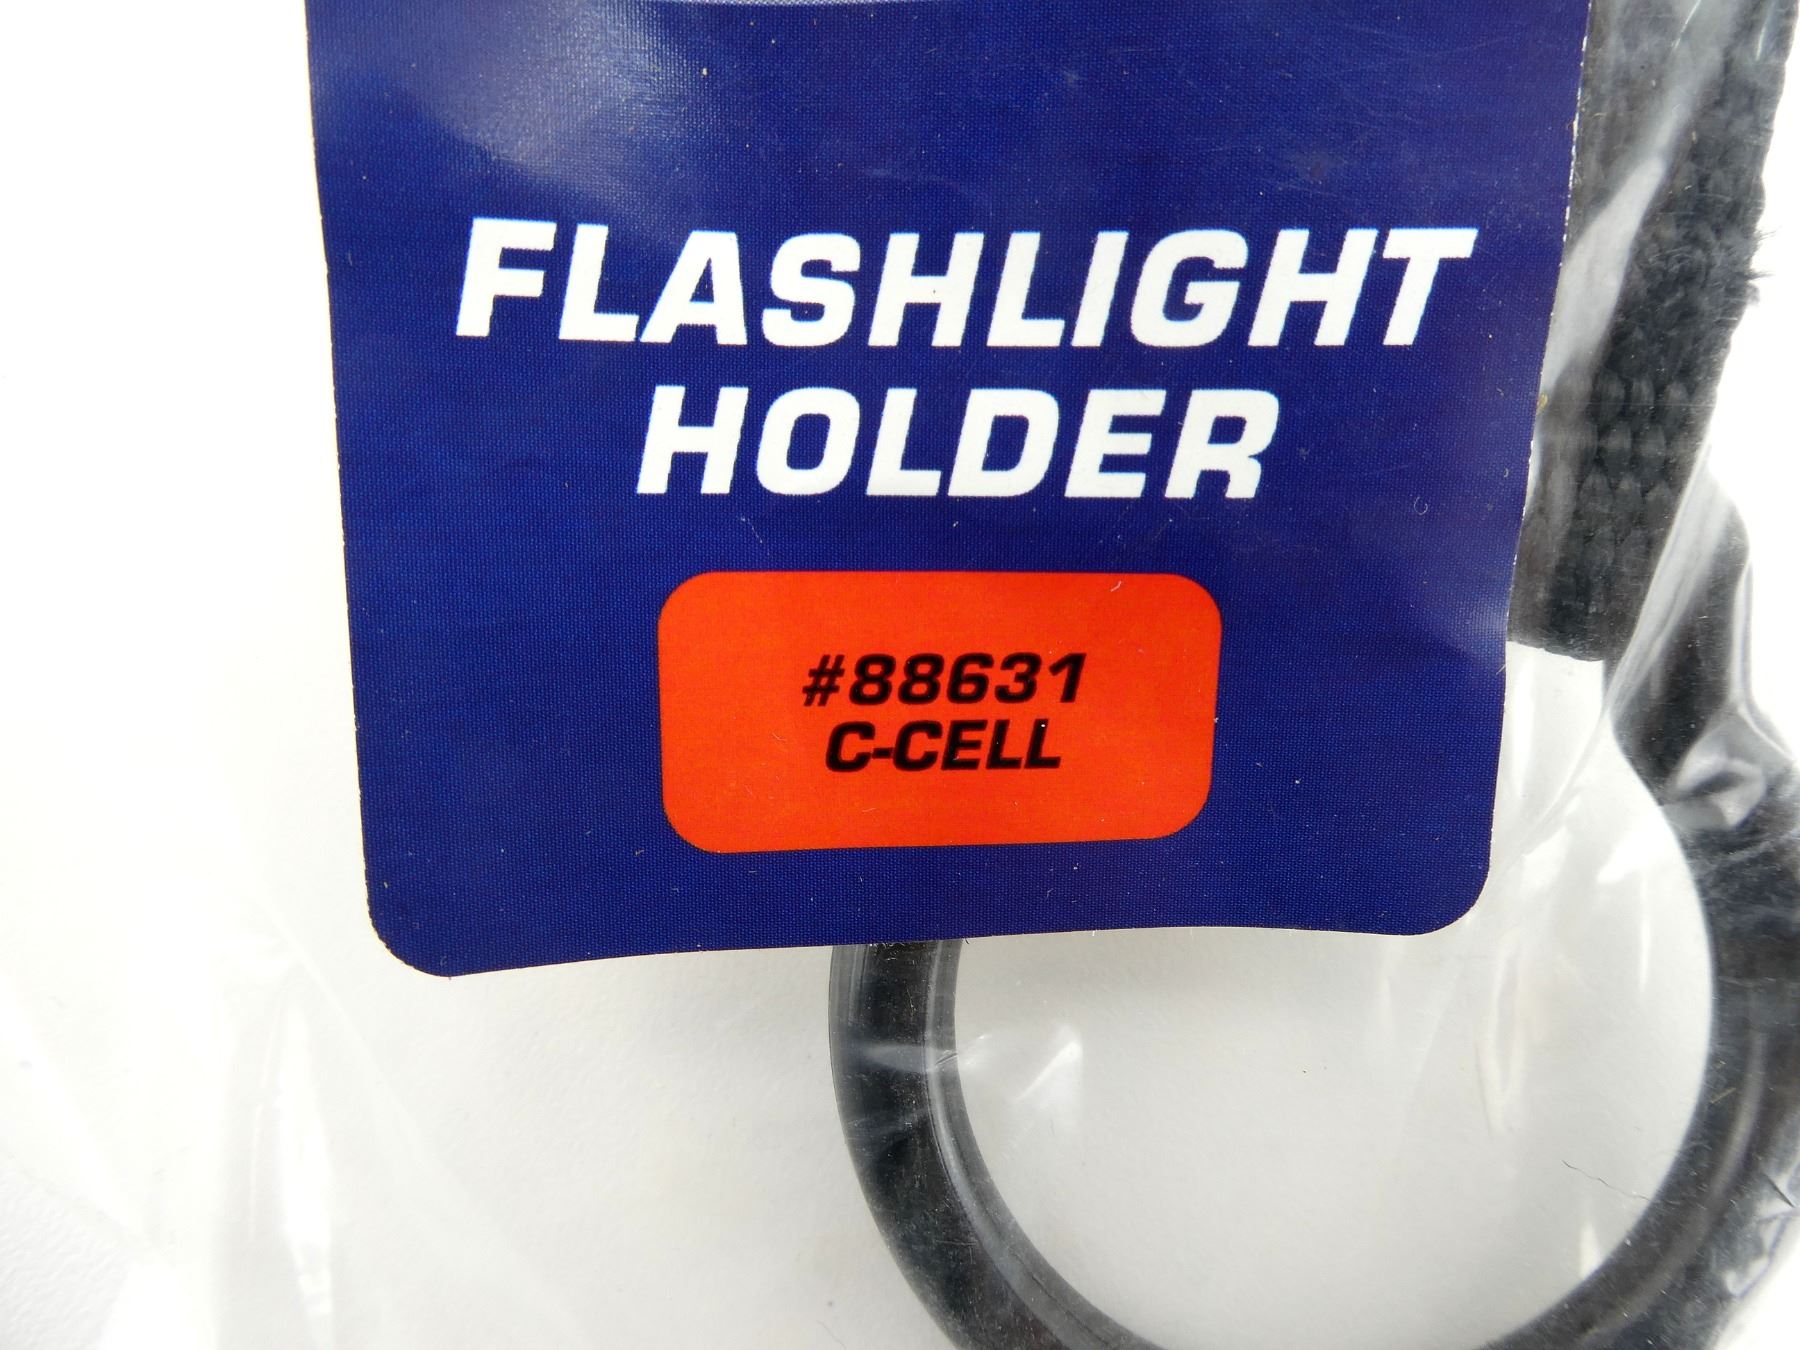 FLASHLIGHT
HOLDER
#88631
C-CELL